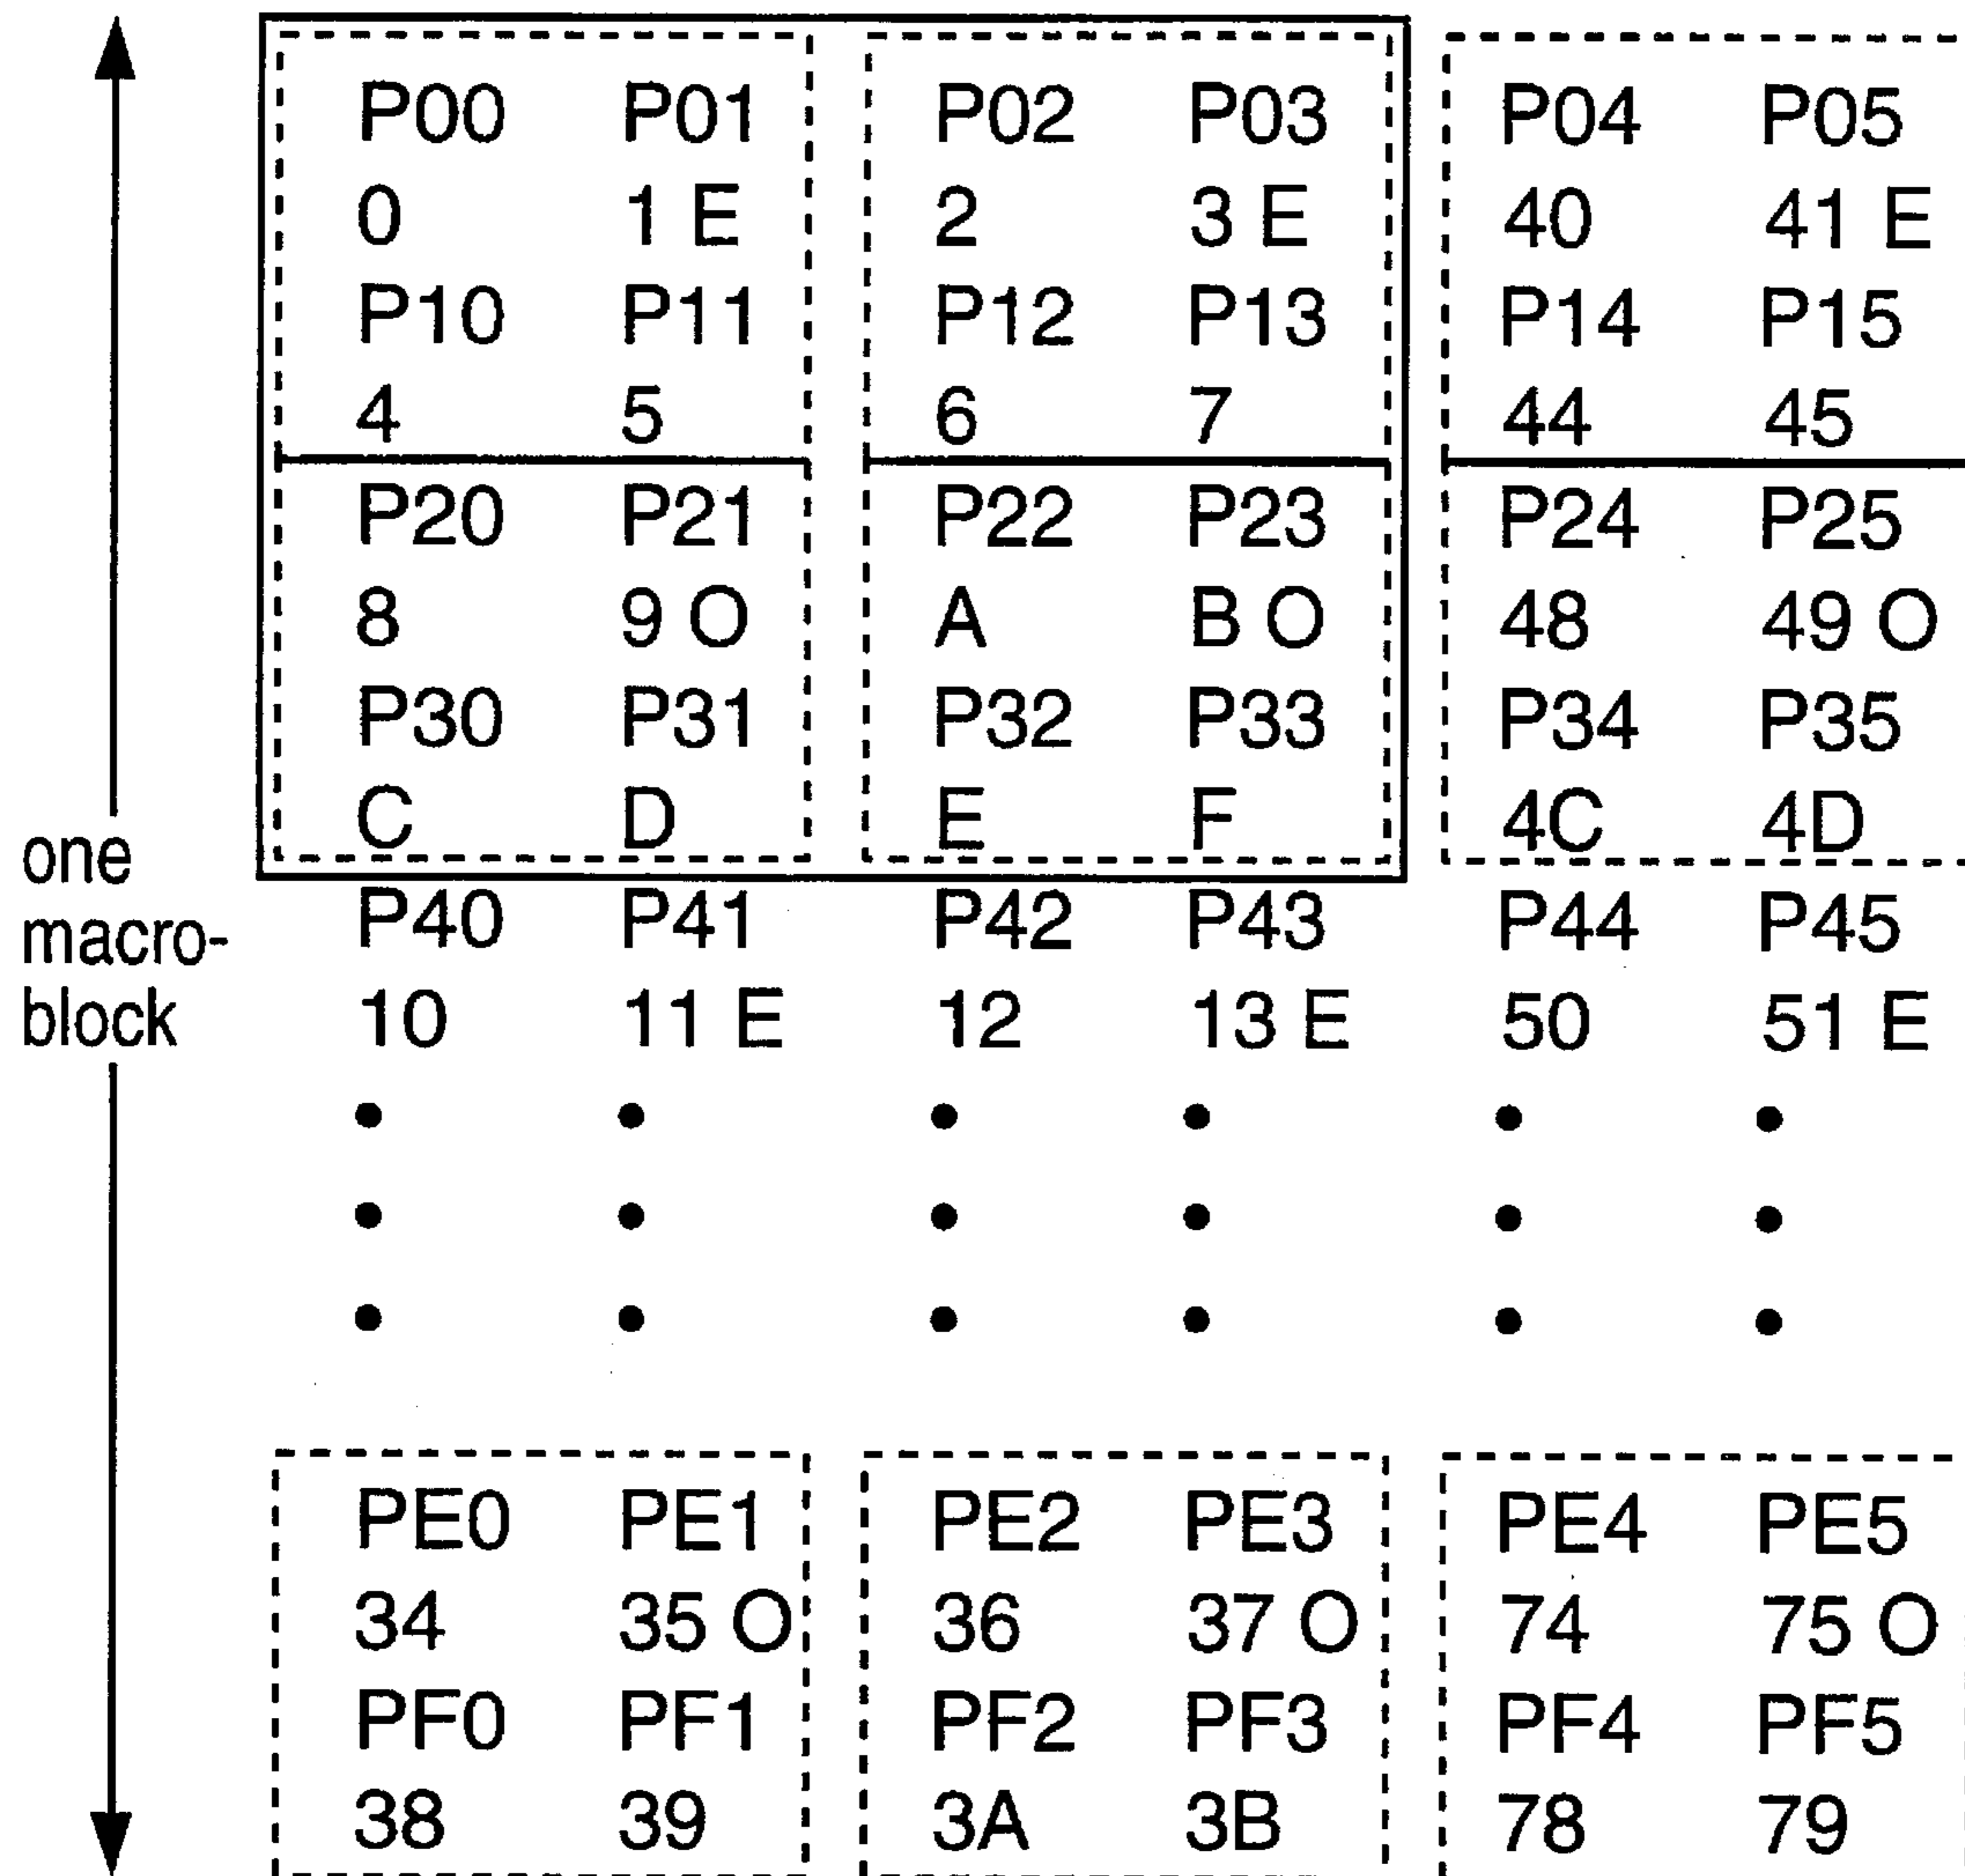 P00 P01 P02 P03 P04 P05
0 1 E 2 3 E 40 41 E
P10 P11 P12 P13 P14 P15
4 5 6 7 44 45
P20 P21 P22 P23 P24 P25
8 9 O A B O 48 49 O
P30 P31 P32 P33 P34 P35
C D E F 4C 4D
one
macro-
block
P40 P41 P42 P43 P44 P45
10 11 E 12 13 E 50 51 E
PE0 PE1 PE2 PE3 PE4 PE5
34 35 O 36 37 O 74 75 O
PF0 PF1 PF2 PF3 PF4 PF5
38 39 3A 3B 78 79